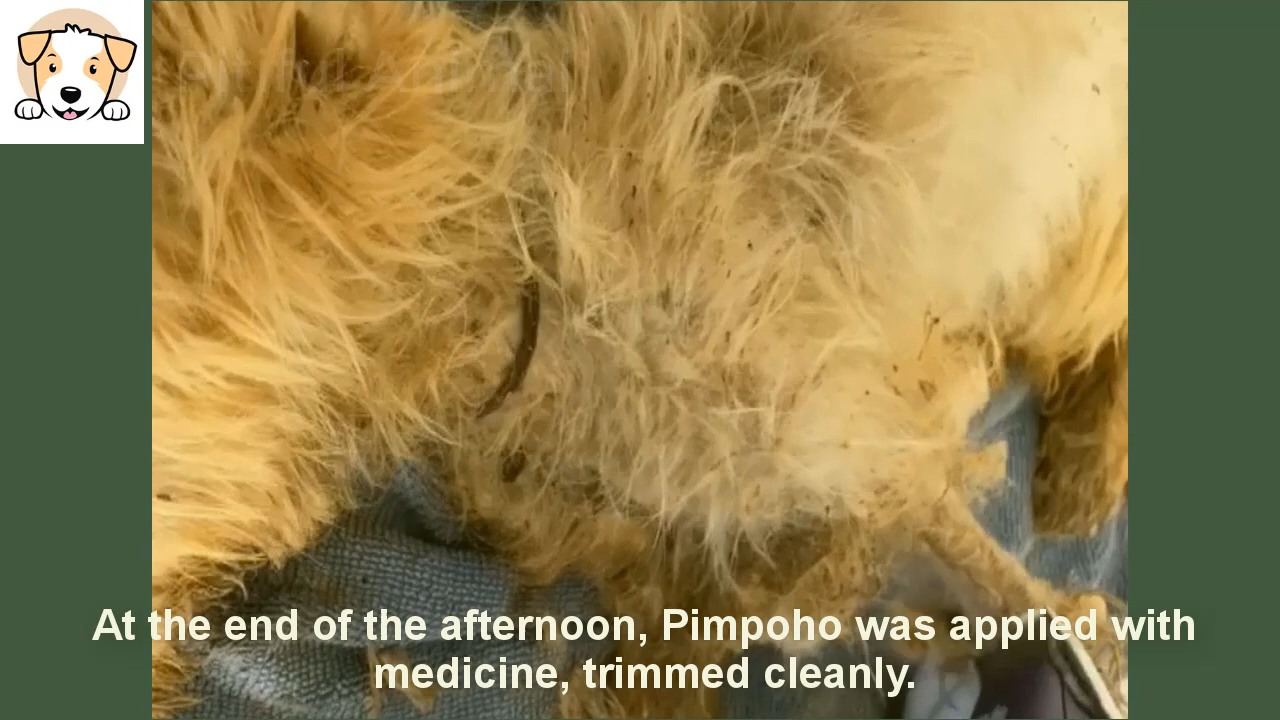 At the end of the afternoon, Pimpoho was applied with
medicine, trimmed cleanly.